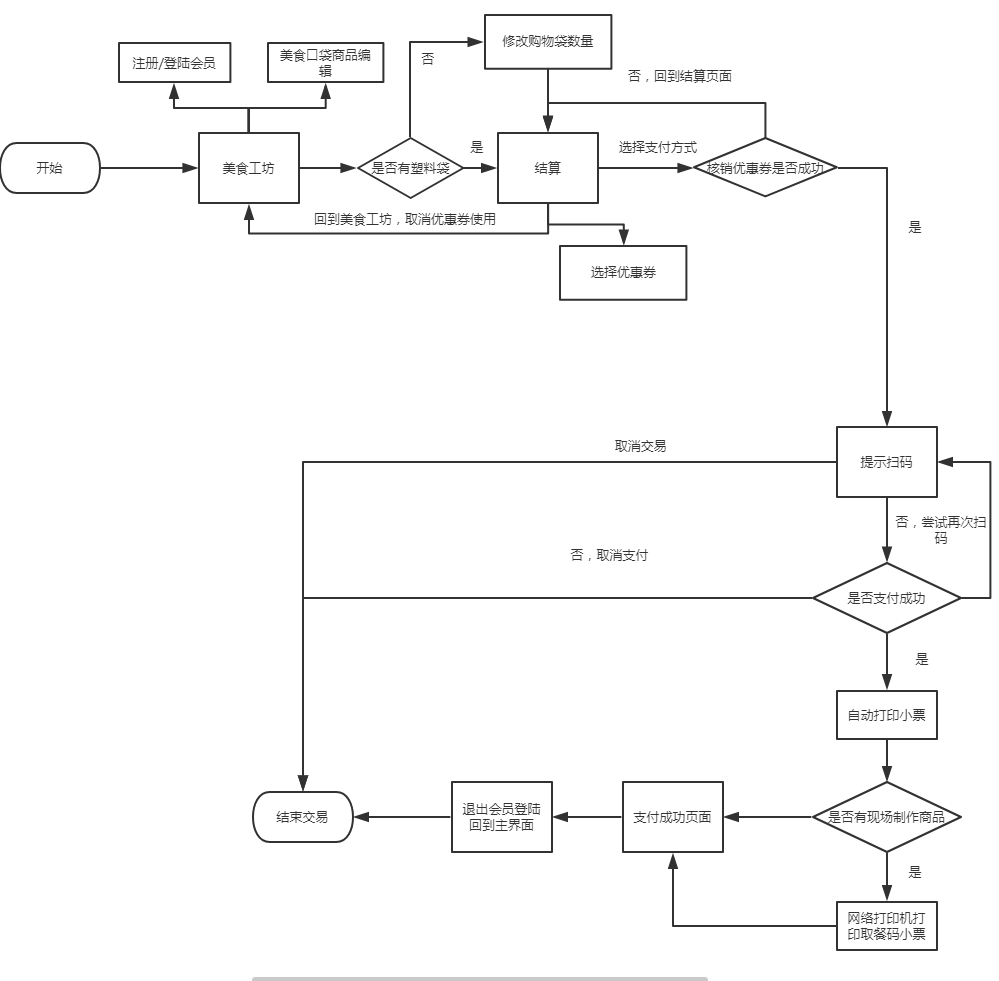 修改购物袋数量
美食口袋商品编
辑
注册/登陆会员
否
否，回到结算页面
开始
美食工坊
是否有塑料袋
是
结算
选择支付方式
核销优惠券是否成功
回到美食工坊，取消优惠券使用
是
选择优惠券
取消交易
提示扫码
否，尝试再次扫
码
否，取消支付
是否支付成功
是
自动打印小票
结束交易
退出会员登陆
回到主界面
支付成功页面
是否有现场制作商品
是
网络打印机打
印取餐码小票